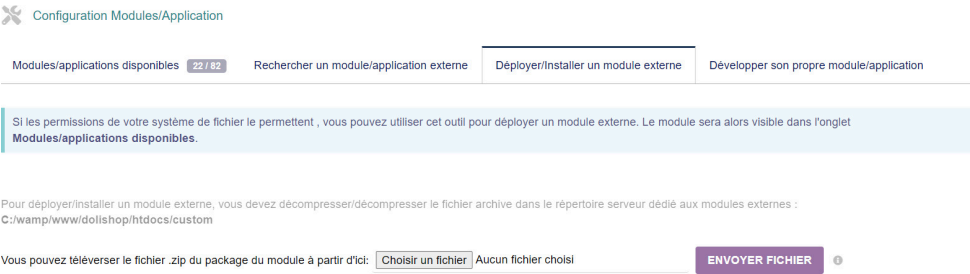 Configuration Modules/Application
Modules/applications disponibles 22 / 82 Rechercher un module/application externe Déployer/Installer un module externe Développer son propre module/application
Si les permissions de votre système de fichier le permettent , vous pouvez utiliser cet outil pour déployer un module externe. Le module sera alors visible dans l'onglet
Modules/applications disponibles.
Pour déployer/installer un module externe, vous devez décompresser/décompresser le fichier archive dans le répertoire serveur dédié aux modules externes :
C:/wamp/www/dolishop/htdocs/custom
Vous pouvez téléverser le fichier .zip du package du module à partir d'ici: Choisir un fichier Aucun fichier choisi ENVOYER FICHIER